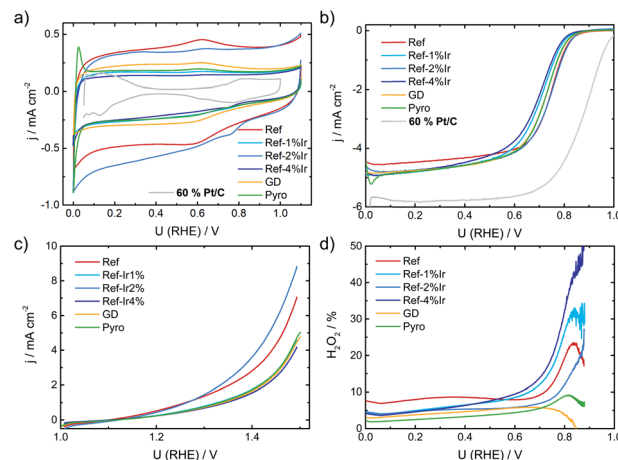 a)
j / mA cm⁻²
0.5
0.0
-0.5
-1.0
0.0 0.2 0.4 0.6 0.8 1.0
U (RHE) / V
Ref
Ref-1%Ir
Ref-2%Ir
Ref-4%Ir
GD
Pyro
60 % Pt/C
b)
j / mA cm⁻²
0
-2
-4
-6
0.0 0.2 0.4 0.6 0.8 1.0
U (RHE) / V
Ref
Ref-1%Ir
Ref-2%Ir
Ref-4%Ir
GD
Pyro
60 % Pt/C
c)
j / mA cm⁻²
10
8
6
4
2
0
1.0 1.2 1.4
U (RHE) / V
Ref
Ref-Ir1%
Ref-Ir2%
Ref-Ir4%
GD
Pyro
d)
H₂O₂ / %
50
40
30
20
10
0
0.0 0.2 0.4 0.6 0.8 1.0
U (RHE) / V
Ref
Ref-1%Ir
Ref-2%Ir
Ref-4%Ir
GD
Pyro